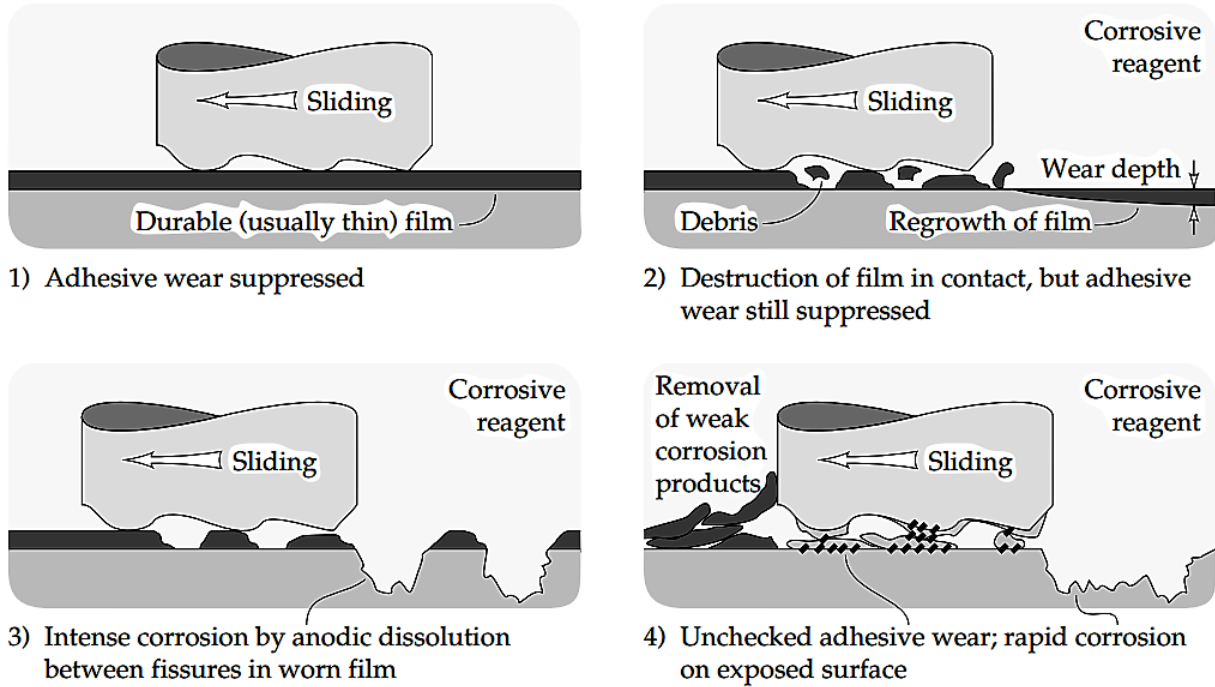 Sliding
Durable (usually thin) film
1) Adhesive wear suppressed
Corrosive
reagent
Sliding
Wear depth
Debris
Regrowth of film
2) Destruction of film in contact, but adhesive
wear still suppressed
Corrosive
reagent
Sliding
3) Intense corrosion by anodic dissolution
between fissures in worn film
Removal
of weak
corrosion
products
Corrosive
reagent
Sliding
4) Unchecked adhesive wear; rapid corrosion
on exposed surface